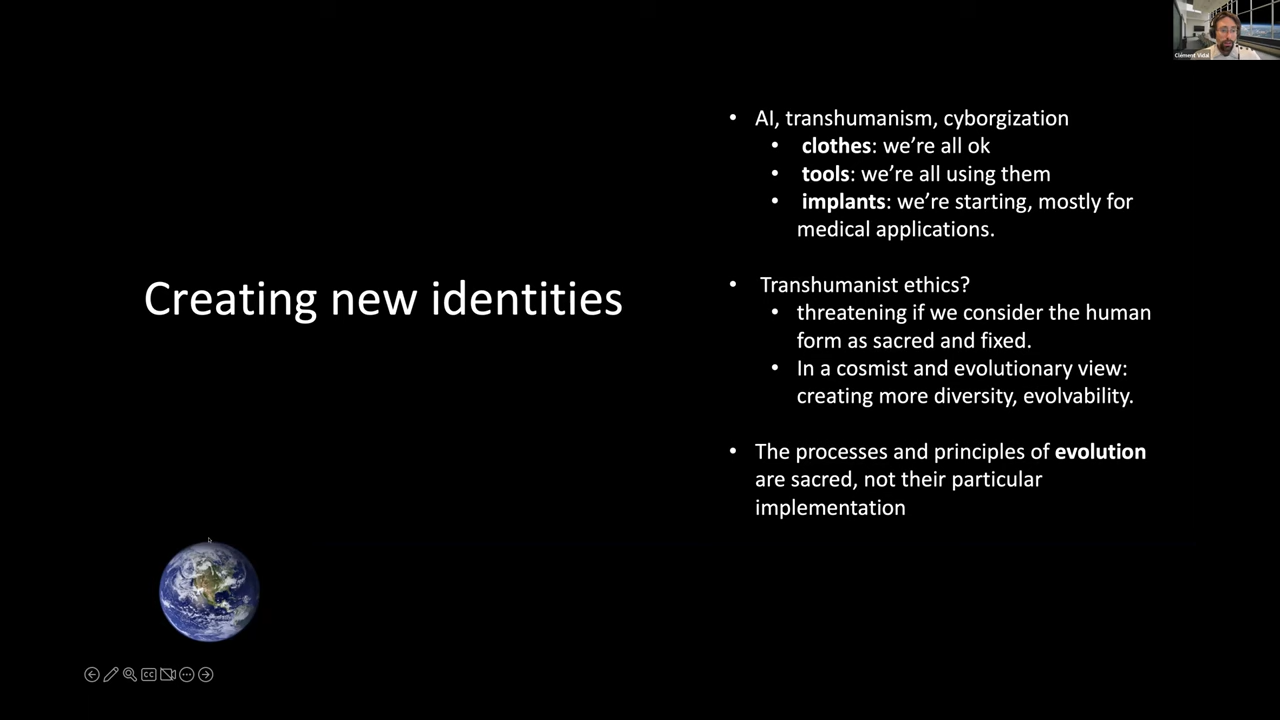 Clément Vidal
Creating new identities
• AI, transhumanism, cyborgization
• clothes: we're all ok
• tools: we're all using them
• implants: we're starting, mostly for
medical applications.
• Transhumanist ethics?
• threatening if we consider the human
form as sacred and fixed.
• In a cosmist and evolutionary view:
creating more diversity, evolvability.
• The processes and principles of evolution
are sacred, not their particular
implementation
CC